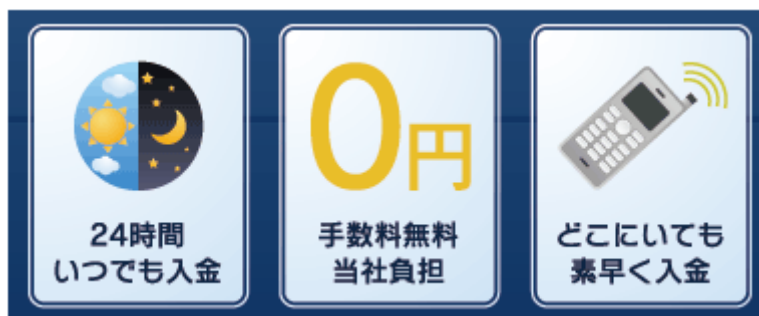 24時間
いつでも入金
0円
手数料無料
当社負担
どこにいても
素早く入金